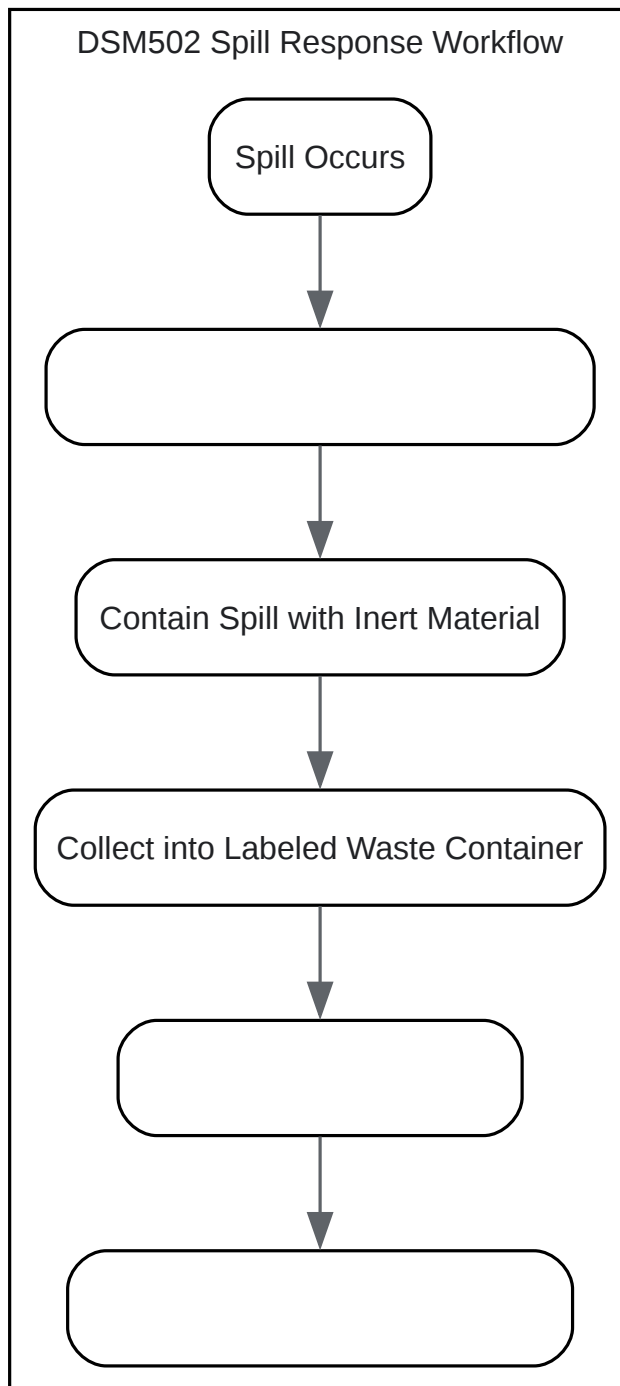 DSM502 Spill Response Workflow
Spill Occurs
Contain Spill with Inert Material
Collect into Labeled Waste Container